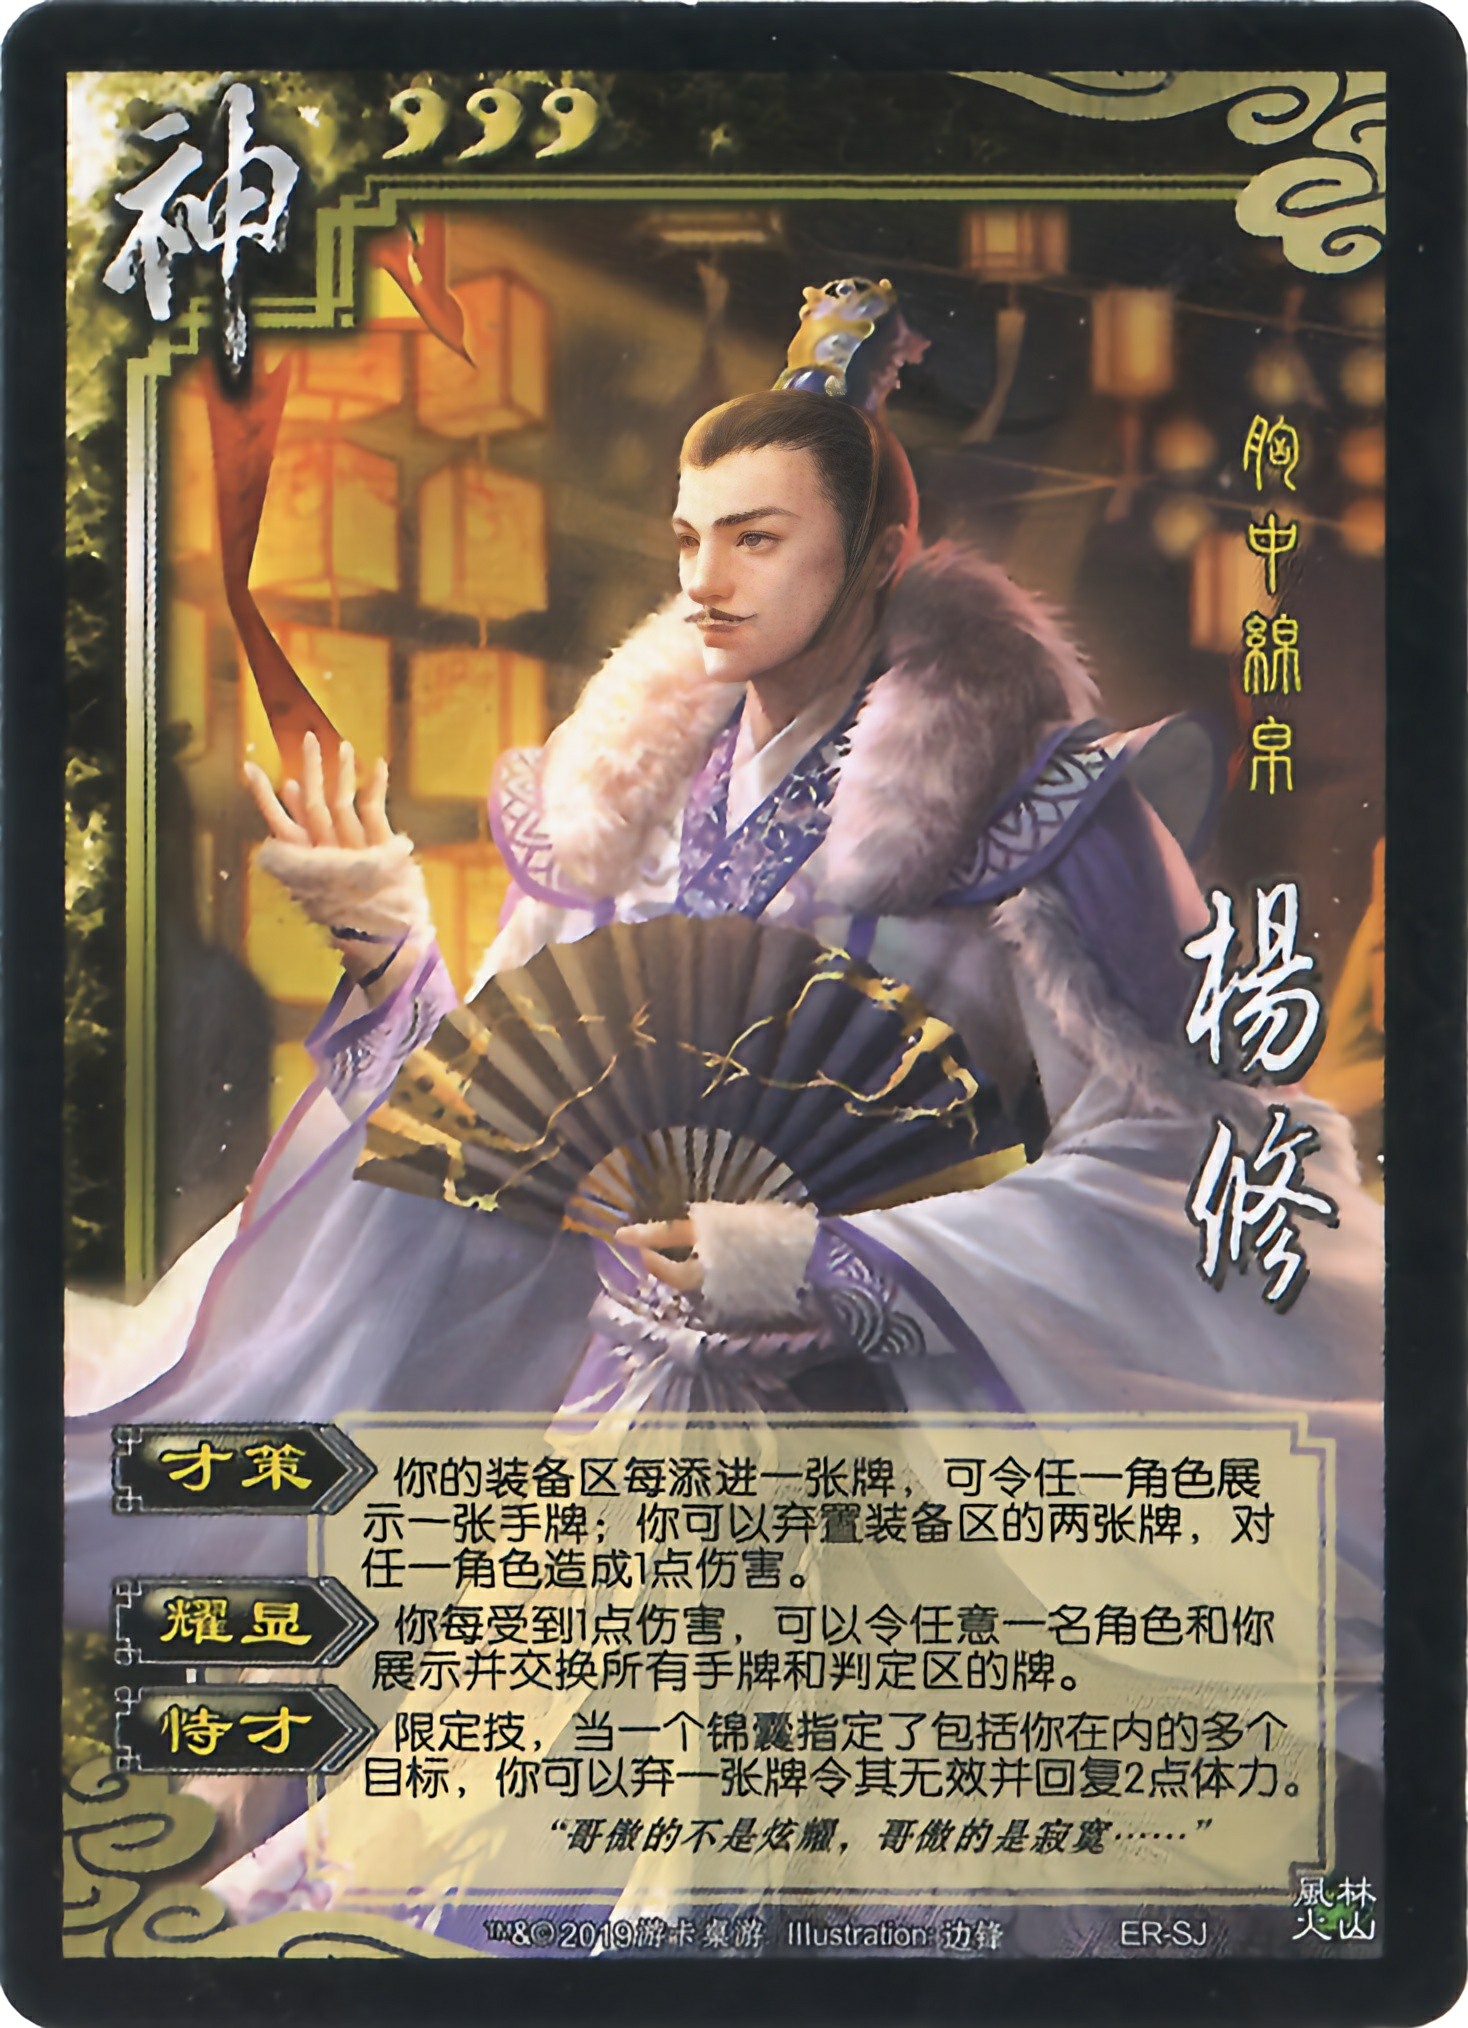 神
胸中綿帛
楊修
才策
你的装备区每添进一张牌，可令任一角色展
示一张手牌；你可以弃置装备区的两张牌，对
任一角色造成1点伤害。
耀显
你每受到1点伤害，可以令任意一名角色和你
展示并交换所有手牌和判定区的牌。
恃才
限定技，当一个锦囊指定了包括你在内的多个
目标，你可以弃一张牌令其无效并回复2点体力。
“哥傲的不是炫耀，哥傲的是寂寞……”
™&©2019游卡桌游 Illustration: 边锋 ER-SJ
風林
火山